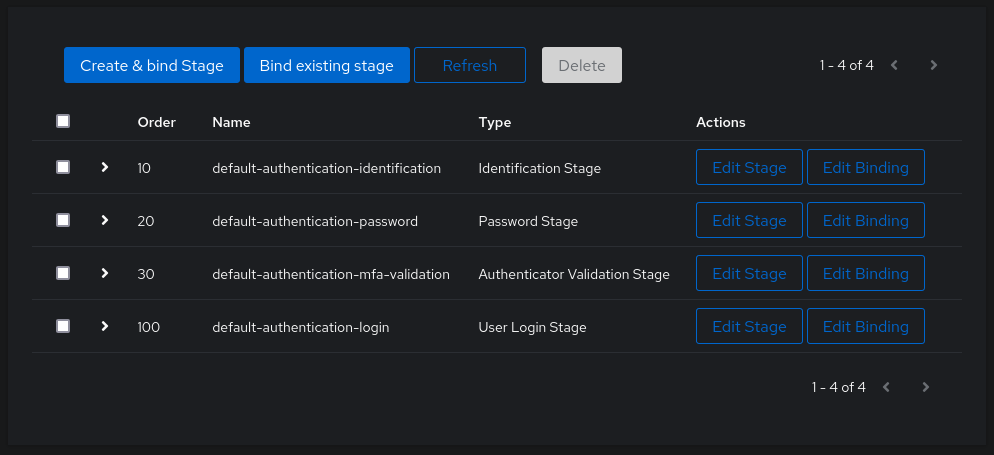 Create & bind Stage Bind existing stage Refresh Delete 1 - 4 of 4
Order Name Type Actions
10 default-authentication-identification Identification Stage Edit Stage Edit Binding
20 default-authentication-password Password Stage Edit Stage Edit Binding
30 default-authentication-mfa-validation Authenticator Validation Stage Edit Stage Edit Binding
100 default-authentication-login User Login Stage Edit Stage Edit Binding
1 - 4 of 4